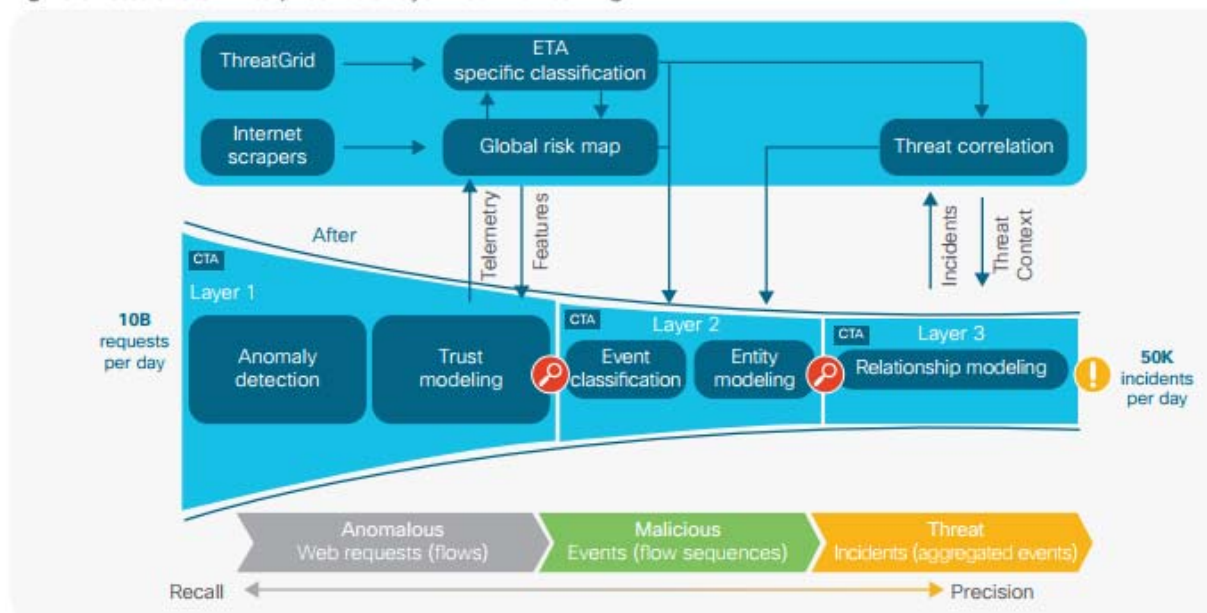 ThreatGrid
ETA
specific classification
Internet
scrapers
Global risk map
Threat correlation
After
Telemetry
Features
Incidents
Threat
Context
CTA
Layer 1
10B
requests
per day
Anomaly
detection
Trust
modeling
CTA
Layer 2
Event
classification
Entity
modeling
CTA
Layer 3
Relationship modeling
50K
incidents
per day
Anomalous
Web requests (flows)
Malicious
Events (flow sequences)
Threat
Incidents (aggregated events)
Recall
Precision